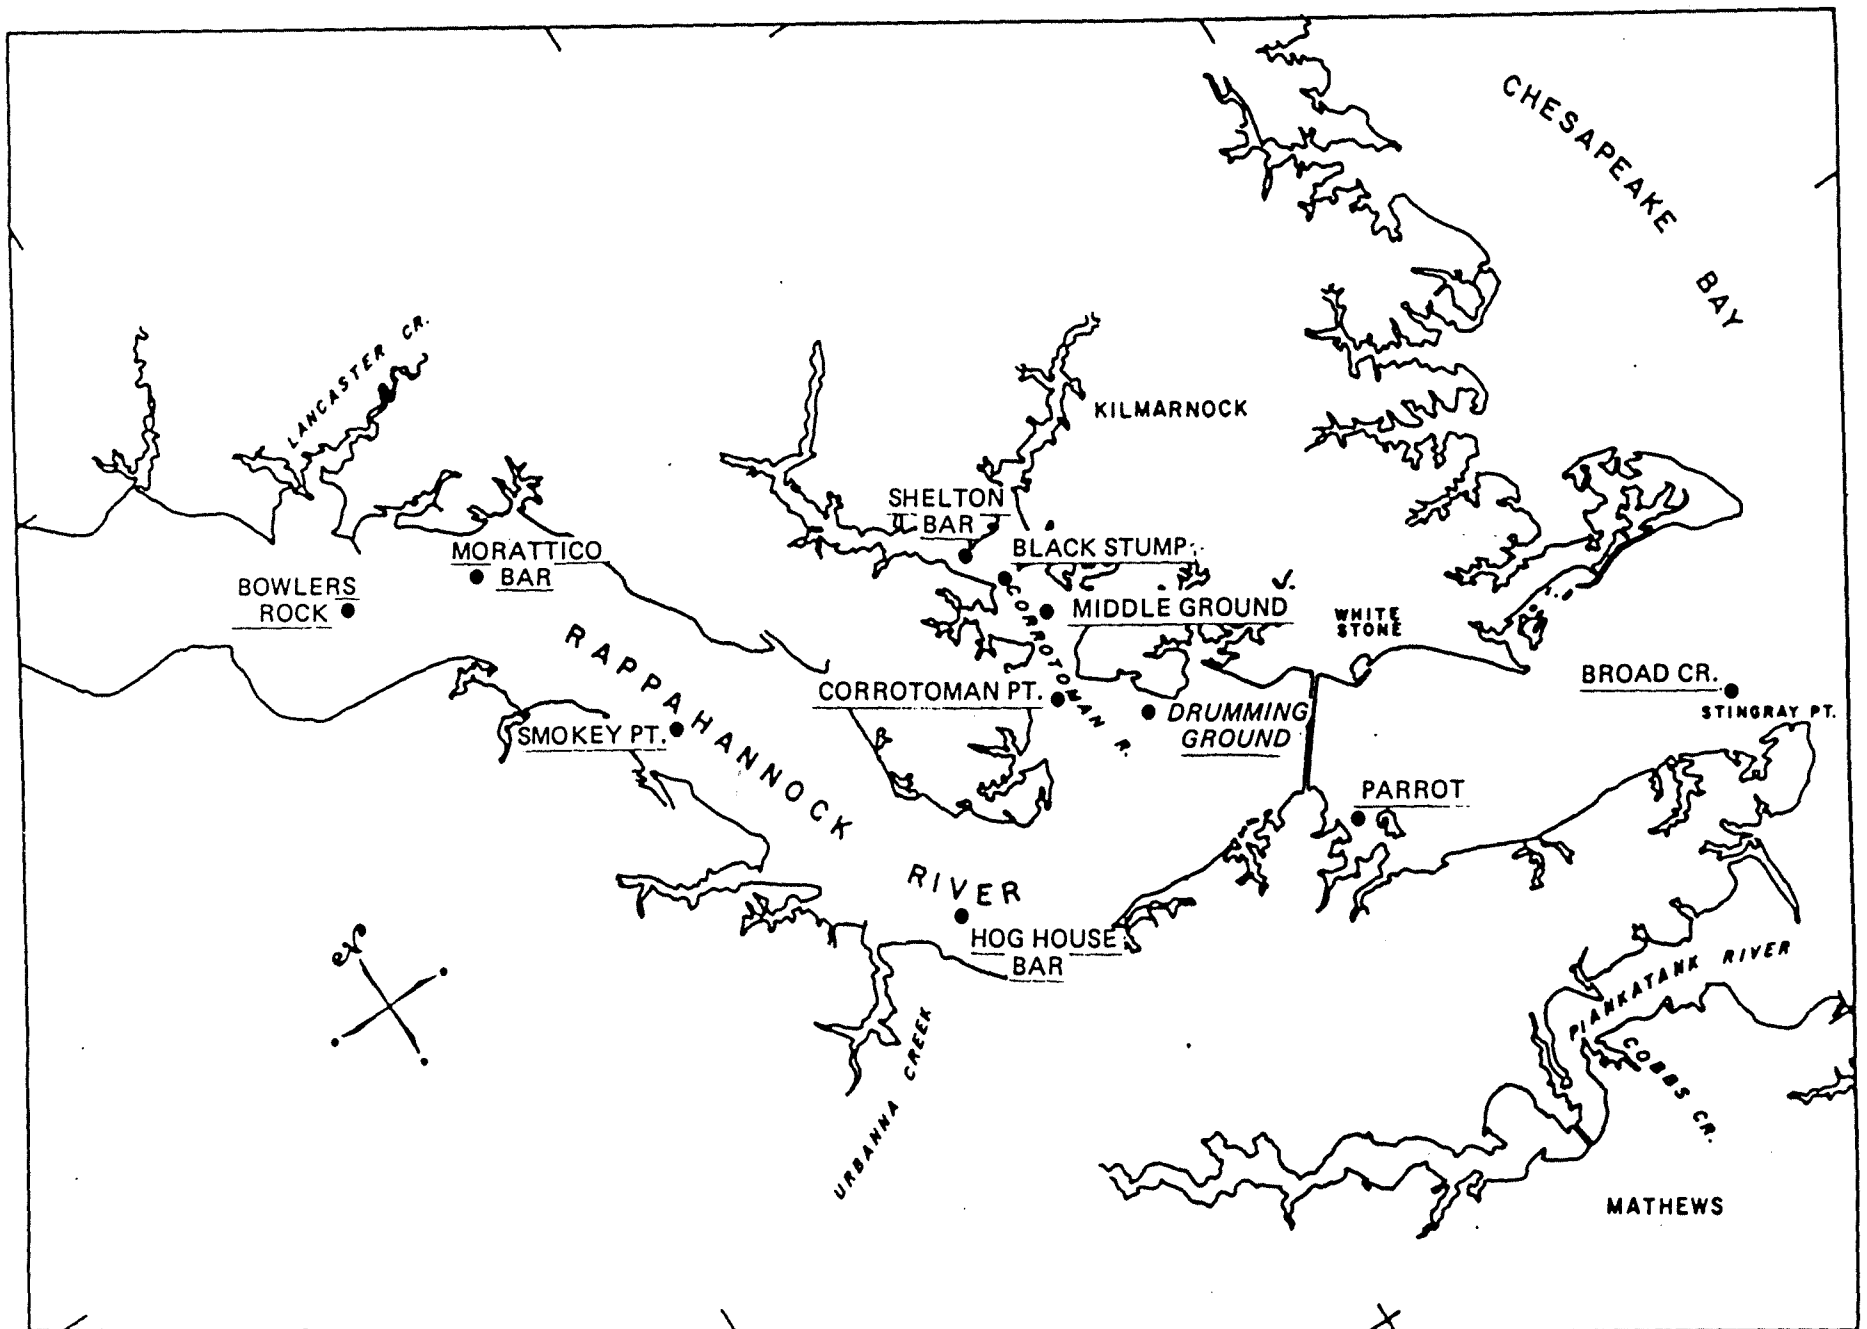 CHESAPEAKE
BAY
LANCASTER CR.
KILMARNOCK
SHELTON
BAR
BLACK STUMP
MORATTICO
BAR
BOWLERS
ROCK
MIDDLE GROUND
WHITE
STONE
CORROTOMAN R.
RAPPAHANNOCK
RIVER
BROAD CR.
STINGRAY PT.
CORROTOMAN PT.
DRUMMING
GROUND
SMOKEY PT.
PARROT
HOG HOUSE
BAR
N
URBANNA CREEK
PIANKATANK RIVER
COBBS CR.
MATHEWS